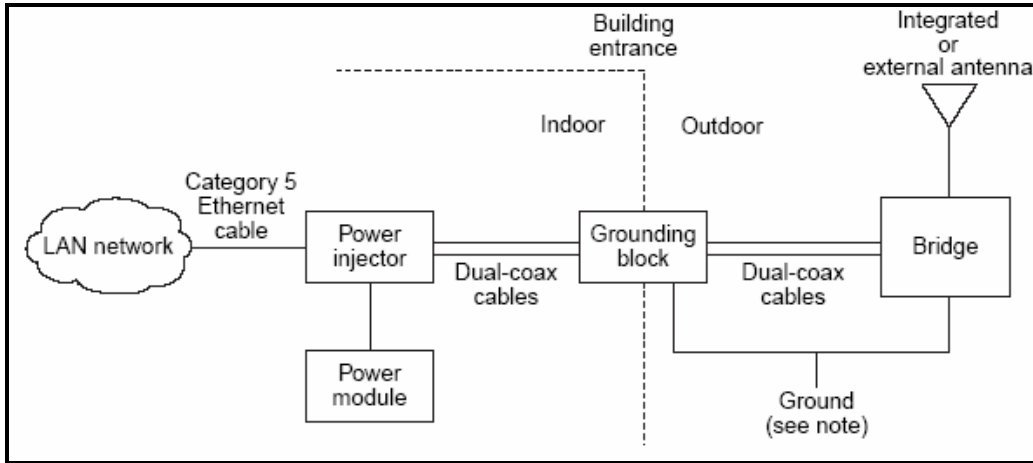 Building
entrance
Integrated
or
external antenna
Indoor
Outdoor
Category 5
Ethernet
cable
LAN network
Power
injector
Dual-coax
cables
Grounding
block
Dual-coax
cables
Bridge
Power
module
Ground
(see note)